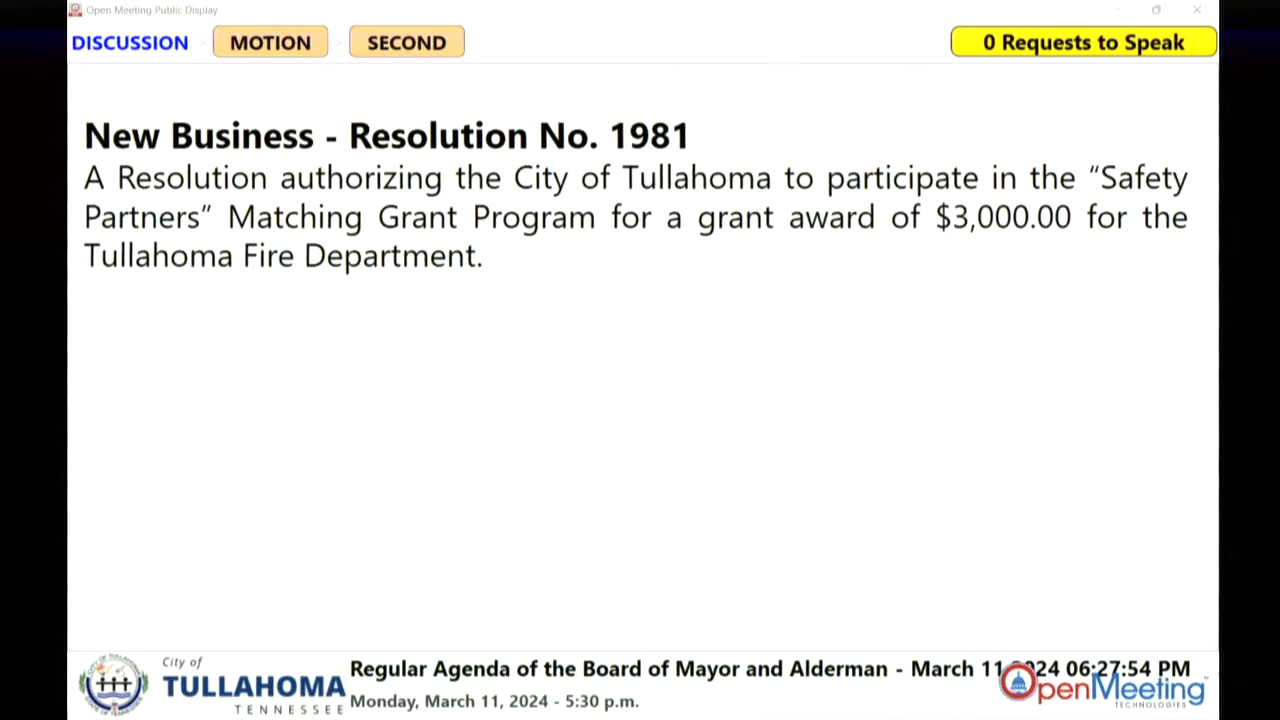 Open Meeting Public Display
DISCUSSION MOTION SECOND 0 Requests to Speak
New Business - Resolution No. 1981
A Resolution authorizing the City of Tullahoma to participate in the “Safety
Partners” Matching Grant Program for a grant award of $3,000.00 for the
Tullahoma Fire Department.
City of
TULLAHOMA
TENNESSEE
Regular Agenda of the Board of Mayor and Alderman - March 11 2024 06:27:54 PM
Monday, March 11, 2024 - 5:30 p.m.
OpenMeeting
TECHNOLOGIES